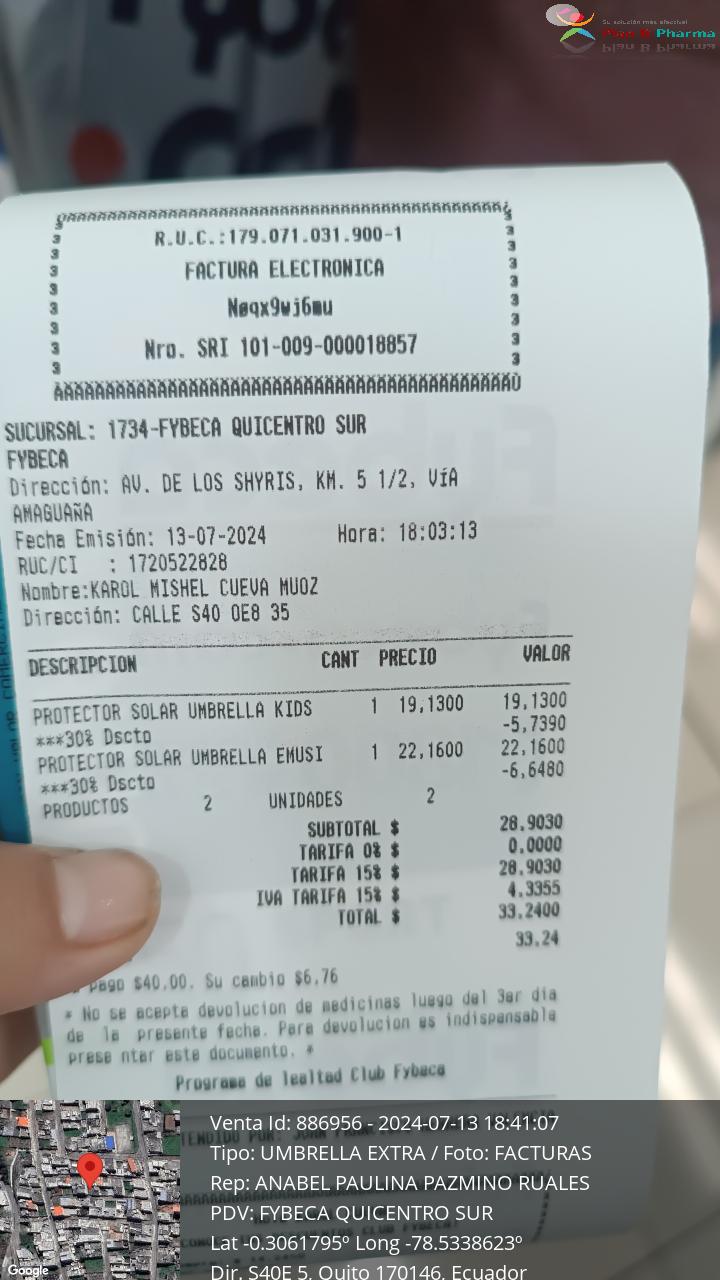 Su solución más efectiva!
Plan B Pharma
R.U.C.:179.071.031.900-1
FACTURA ELECTRONICA
Nøqx9wj6mu
Nro. SRI 101-009-000018857
SUCURSAL: 1734-FYBECA QUICENTRO SUR
FYBECA
Dirección: AV. DE LOS SHYRIS, KM. 5 1/2, VíA
AMAGUAñA
Fecha Emisión: 13-07-2024 Hora: 18:03:13
RUC/CI : 1720522828
Nombre:KAROL MISHEL CUEVA MUOZ
Dirección: CALLE S40 OE8 35
DESCRIPCION CANT PRECIO VALOR
PROTECTOR SOLAR UMBRELLA KIDS 1 19,1300 19,1300
***30% Dscto -5,7390
PROTECTOR SOLAR UMBRELLA EMUSI 1 22,1600 22,1600
***30% Dscto -6,6480
PRODUCTOS 2 UNIDADES 2
SUBTOTAL $ 28.9030
TARIFA 0% $ 0.0000
TARIFA 15% $ 28.9030
IVA TARIFA 15% $ 4.3355
TOTAL $ 33.2400
33.24
pago $40,00. Su cambio $6,76
* No se acepta devolucion de medicinas luego del 3er dia
de la presente fecha. Para devolucion es indispensable
prese ntar este documento. *
Programa de lealtad Club Fybeca
Venta Id: 886956 - 2024-07-13 18:41:07
Tipo: UMBRELLA EXTRA / Foto: FACTURAS
Rep: ANABEL PAULINA PAZMINO RUALES
PDV: FYBECA QUICENTRO SUR
Lat -0.3061795º Long -78.5338623º
Dir. S40E 5, Quito 170146, Ecuador
Google